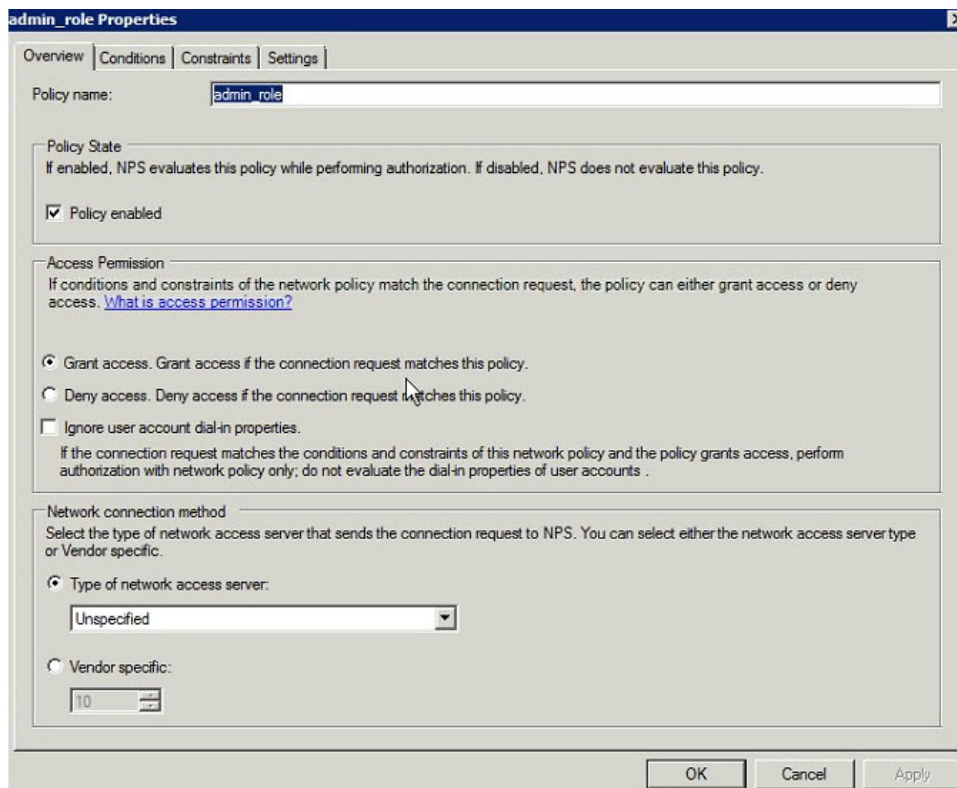 admin_role Properties
Overview Conditions Constraints Settings
Policy name: admin_role
Policy State
If enabled, NPS evaluates this policy while performing authorization. If disabled, NPS does not evaluate this policy.
Policy enabled
Access Permission
If conditions and constraints of the network policy match the connection request, the policy can either grant access or deny
access. What is access permission?
Grant access. Grant access if the connection request matches this policy.
Deny access. Deny access if the connection request matches this policy.
Ignore user account dial-in properties.
If the connection request matches the conditions and constraints of this network policy and the policy grants access, perform
authorization with network policy only; do not evaluate the dial-in properties of user accounts .
Network connection method
Select the type of network access server that sends the connection request to NPS. You can select either the network access server type
or Vendor specific.
Type of network access server:
Unspecified
Vendor specific:
10
OK Cancel Apply